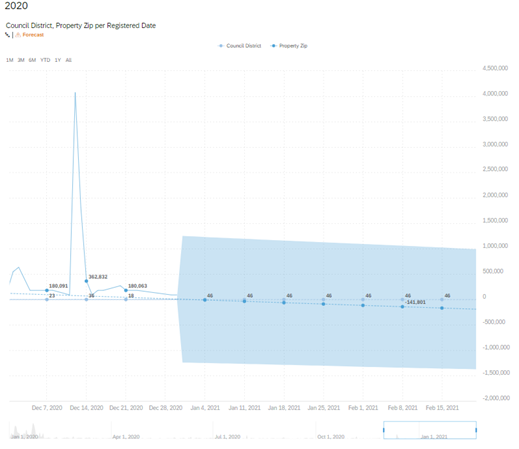 2020
Council District, Property Zip per Registered Date
Forecast
Council District Property Zip
1M 3M 6M YTD 1Y All
4,500,000
4,000,000
3,500,000
3,000,000
2,500,000
2,000,000
1,500,000
1,000,000
500,000
0
-500,000
-1,000,000
-1,500,000
-2,000,000
180,091 362,832 180,063
23 18 46 46 46 46 46 46 46
-141,801
Dec 7, 2020 Dec 14, 2020 Dec 21, 2020 Dec 28, 2020 Jan 4, 2021 Jan 11, 2021 Jan 18, 2021 Jan 25, 2021 Feb 1, 2021 Feb 8, 2021 Feb 15, 2021
Jan 1, 2020 Apr 1, 2020 Jul 1, 2020 Oct 1, 2020 Jan 1, 2021